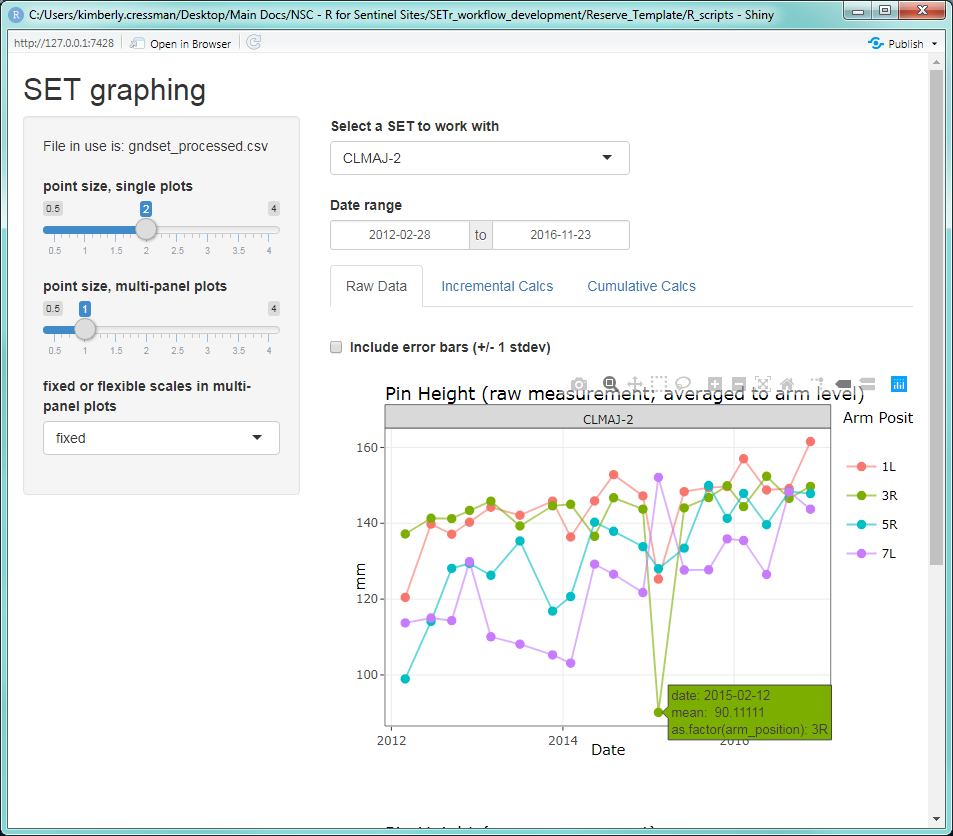 C:/Users/kimberly.cressman/Desktop/Main Docs/NSC - R for Sentinel Sites/SETr_workflow_development/Reserve_Template/R_scripts - Shiny
http://127.0.0.1:7428 Open in Browser Publish
SET graphing
File in use is: gndset_processed.csv
point size, single plots
0.5 2 4
0.5 1 1.5 2 2.5 3 3.5 4
point size, multi-panel plots
0.5 1 4
0.5 1 1.5 2 2.5 3 3.5 4
fixed or flexible scales in multi-
panel plots
fixed
Select a SET to work with
CLMAJ-2
Date range
2012-02-28 to 2016-11-23
Raw Data Incremental Calcs Cumulative Calcs
Include error bars (+/- 1 stdev)
Pin Height (raw measurement; averaged to arm level)
CLMAJ-2
Arm Posit
1L
3R
5R
7L
160
140
120
100
mm
date: 2015-02-12
mean: 90.11111
as.factor(arm_position): 3R
2012 2014 2016
Date